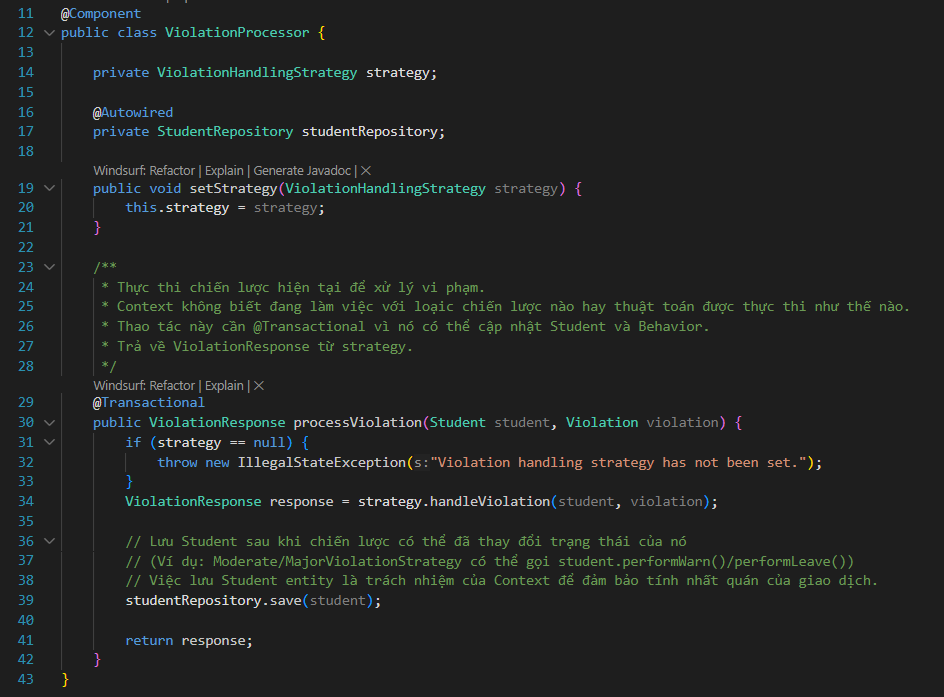 11 @Component
12 public class ViolationProcessor {
13
14 private ViolationHandlingStrategy strategy;
15
16 @Autowired
17 private StudentRepository studentRepository;
18
Windsurf: Refactor | Explain | Generate Javadoc | ×
19 public void setStrategy(ViolationHandlingStrategy strategy) {
20 this.strategy = strategy;
21 }
22
23 /**
24 * Thực thi chiến lược hiện tại để xử lý vi phạm.
25 * Context không biết đang làm việc với loạic chiến lược nào hay thuật toán được thực thi như thế nào.
26 * Thao tác này cần @Transactional vì nó có thể cập nhật Student và Behavior.
27 * Trả về ViolationResponse từ strategy.
28 */
Windsurf: Refactor | Explain | ×
29 @Transactional
30 public ViolationResponse processViolation(Student student, Violation violation) {
31 if (strategy == null) {
32 throw new IllegalStateException(s:"Violation handling strategy has not been set.");
33 }
34 ViolationResponse response = strategy.handleViolation(student, violation);
35
36 // Lưu Student sau khi chiến lược có thể đã thay đổi trạng thái của nó
37 // (Ví dụ: Moderate/MajorViolationStrategy có thể gọi student.performWarn()/performLeave())
38 // Việc lưu Student entity là trách nhiệm của Context để đảm bảo tính nhất quán của giao dịch.
39 studentRepository.save(student);
40
41 return response;
42 }
43 }